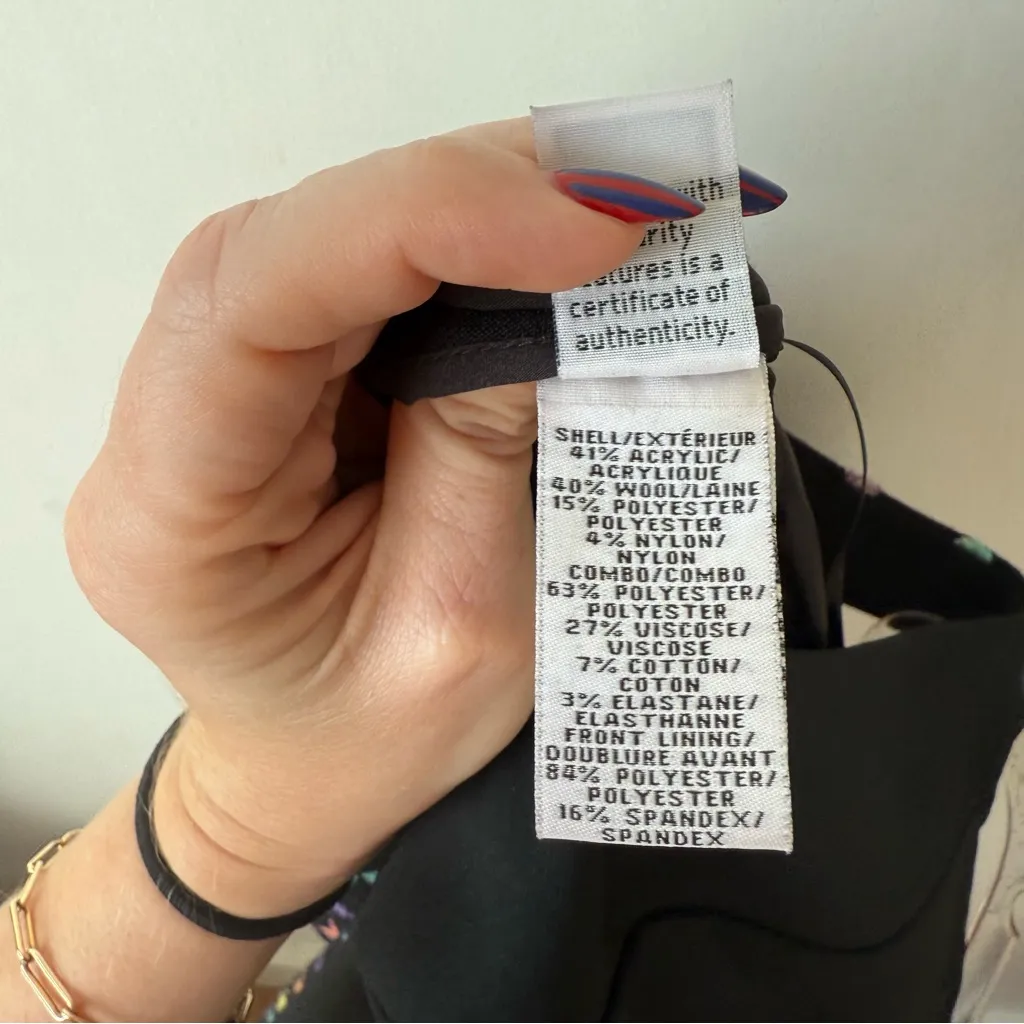 is a
certificate of
authenticity.
SHELL/EXTÉRIEUR
41% ACRYLIC/
ACRYLIQUE
40% WOOL/LAINE
15% POLYESTER/
POLYESTER
4% NYLON/
NYLON
COMBO/COMBO
63% POLYESTER/
POLYESTER
27% VISCOSE/
VISCOSE
7% COTTON/
COTON
3% ELASTANE/
ELASTHANNE
FRONT LINING/
DOUBLURE AVANT
84% POLYESTER/
POLYESTER
16% SPANDEX/
SPANDEX